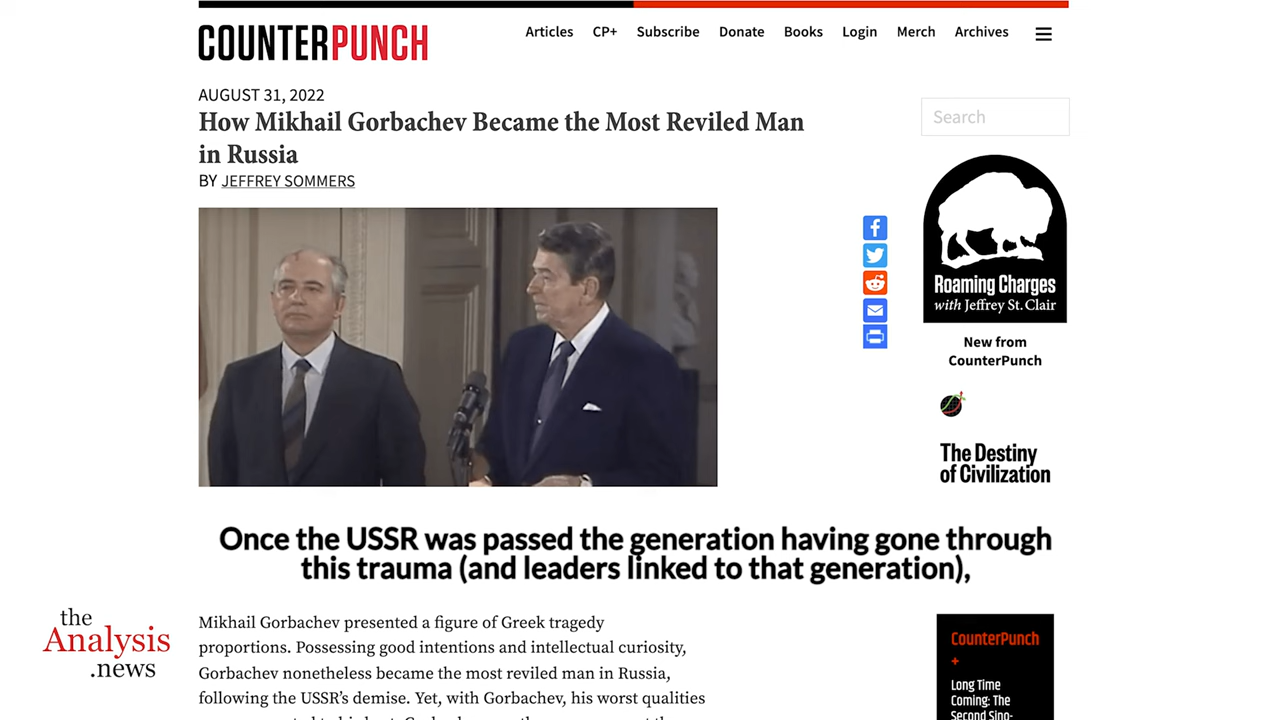 COUNTERPUNCH
Articles CP+ Subscribe Donate Books Login Merch Archives
AUGUST 31, 2022
How Mikhail Gorbachev Became the Most Reviled Man
in Russia
BY JEFFREY SOMMERS
Search
Roaming Charges
with Jeffrey St. Clair
New from
CounterPunch
The Destiny
of Civilization
Once the USSR was passed the generation having gone through
this trauma (and leaders linked to that generation),
the
Analysis
.news
Mikhail Gorbachev presented a figure of Greek tragedy
proportions. Possessing good intentions and intellectual curiosity,
Gorbachev nonetheless became the most reviled man in Russia,
following the USSR's demise. Yet, with Gorbachev, his worst qualities
CounterPunch
+
Long Time
Coming: The
Second Sino-